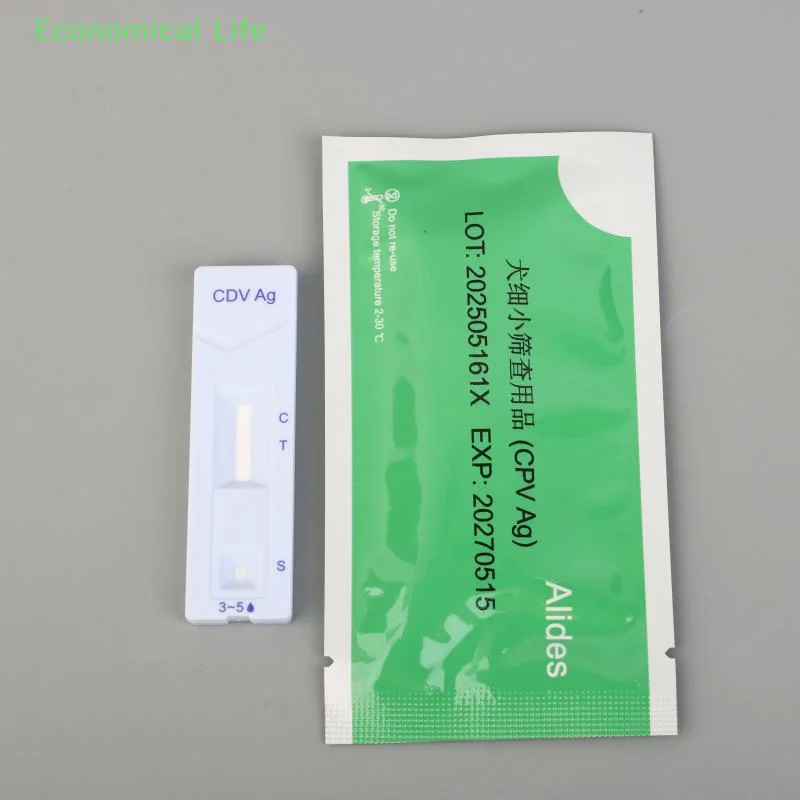 Economical Life
CDV Ag
C
T
S
3~5
Do not re-use
Storage temperature 2-30 ℃
犬细小筛查用品 (CPV Ag)
LOT: 202505161X EXP: 20270515
Alides